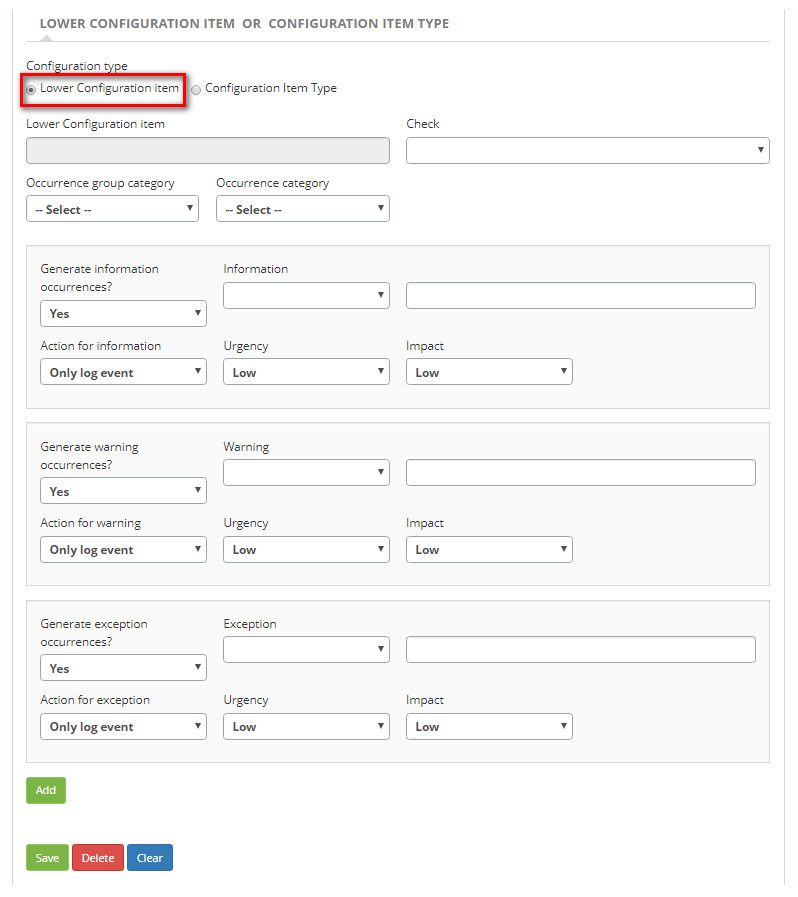 LOWER CONFIGURATION ITEM OR CONFIGURATION ITEM TYPE
Configuration type
Lower Configuration item Configuration Item Type
Lower Configuration item Check
Occurrence group category Occurrence category
-- Select -- -- Select --
Generate information Information
occurrences?
Yes
Action for information Urgency Impact
Only log event Low Low
Generate warning Warning
occurrences?
Yes
Action for warning Urgency Impact
Only log event Low Low
Generate exception Exception
occurrences?
Yes
Action for exception Urgency Impact
Only log event Low Low
Add
Save Delete Clear